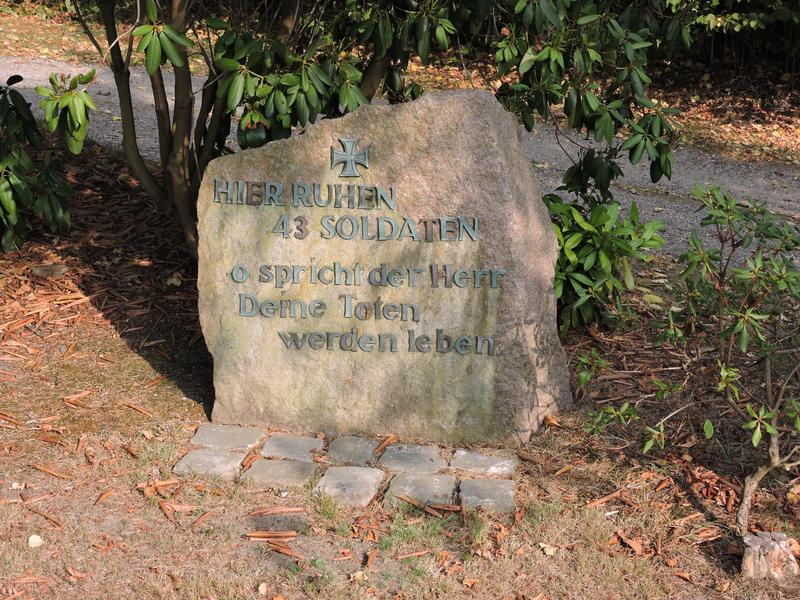 HIER RUHEN
43 SOLDATEN
o spricht der Herr
Deine Toten
werden leben